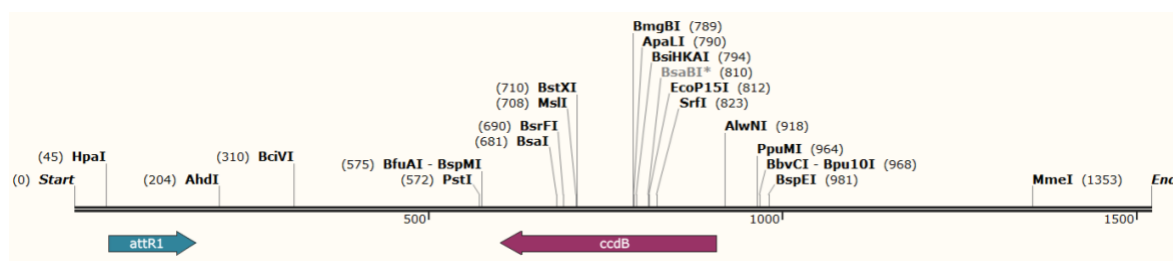 BmgBI (789)
ApaLI (790)
BsiHKAI (794)
BsaBI* (810)
(710) BstXI EcoP15I (812)
(708) MslI SrfI (823)
(690) BsrFI AlwNI (918)
(681) BsaI PpuMI (964)
(45) HpaI (310) BciVI (575) BfuAI - BspMI BbvCI - Bpu10I (968)
(0) Start (204) AhdI (572) PstI BspEI (981) MmeI (1353) End
500 1000 1500
attR1 ccdB